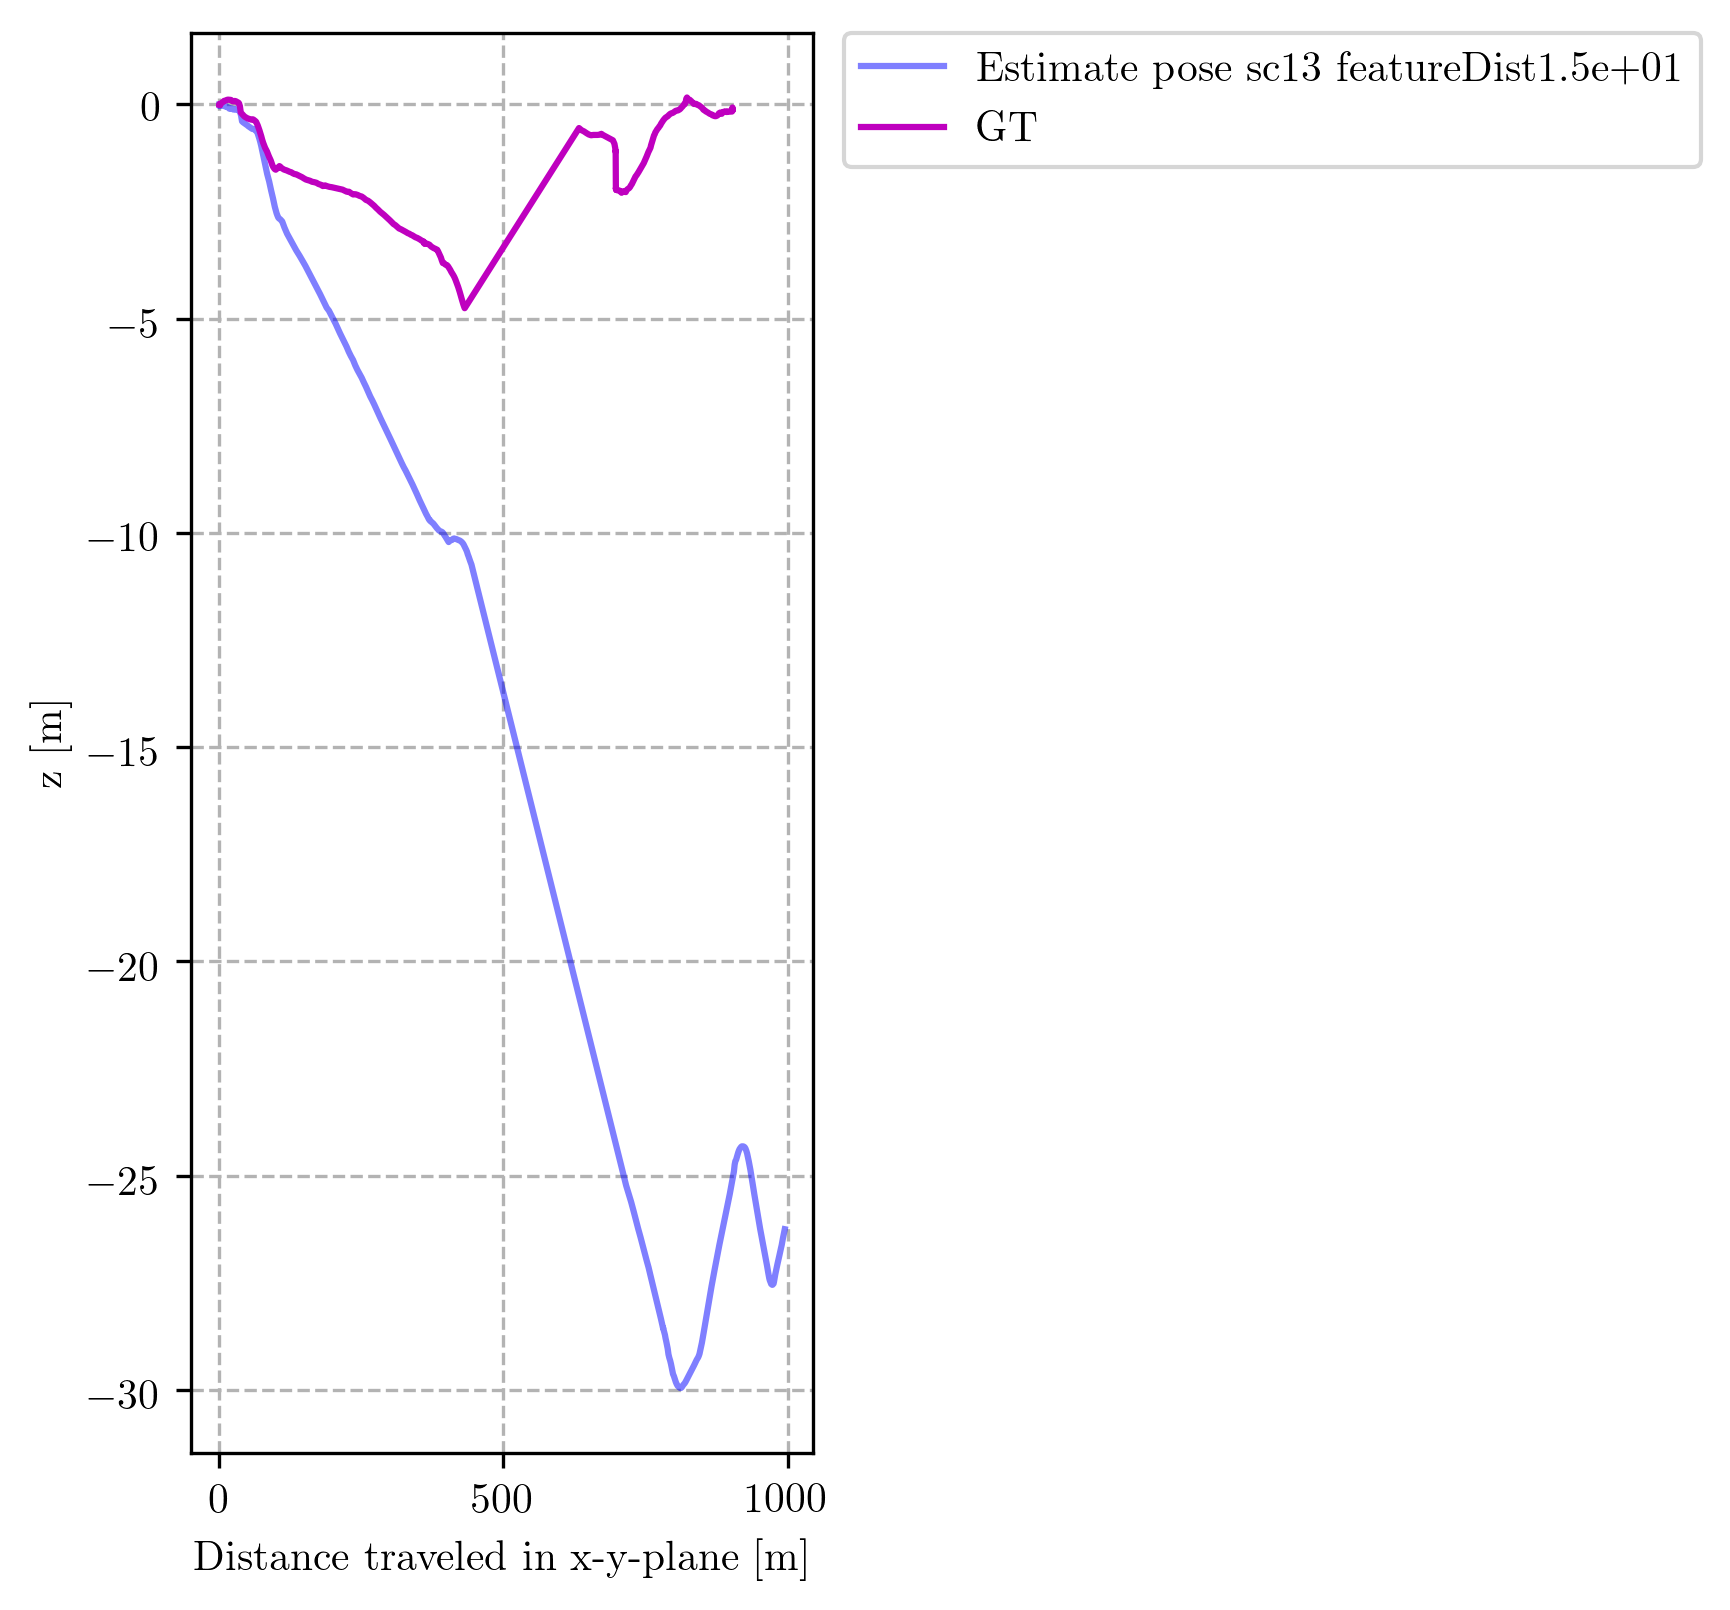 Estimate pose sc13 featureDist1.5e+01
GT
0
−5
−10
−15
−20
−25
−30
z [m]
0 500 1000
Distance traveled in x-y-plane [m]